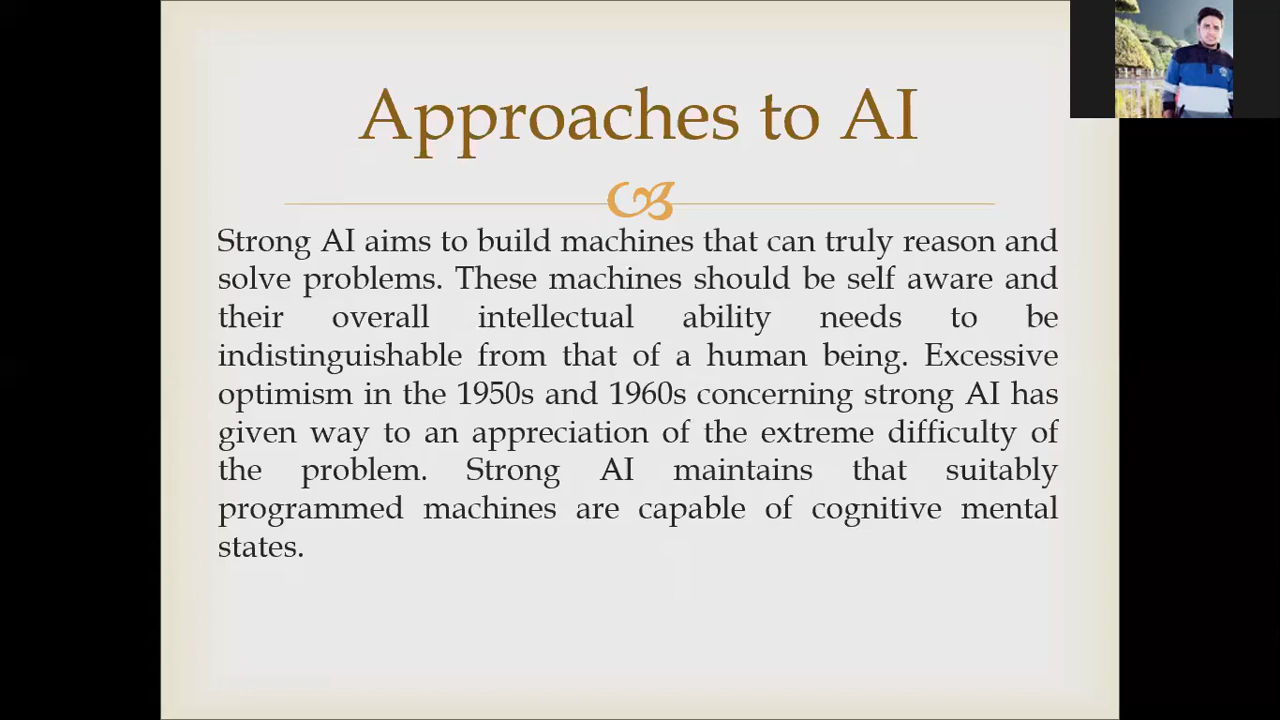 Approaches to AI
Strong AI aims to build machines that can truly reason and
solve problems. These machines should be self aware and
their overall intellectual ability needs to be
indistinguishable from that of a human being. Excessive
optimism in the 1950s and 1960s concerning strong AI has
given way to an appreciation of the extreme difficulty of
the problem. Strong AI maintains that suitably
programmed machines are capable of cognitive mental
states.